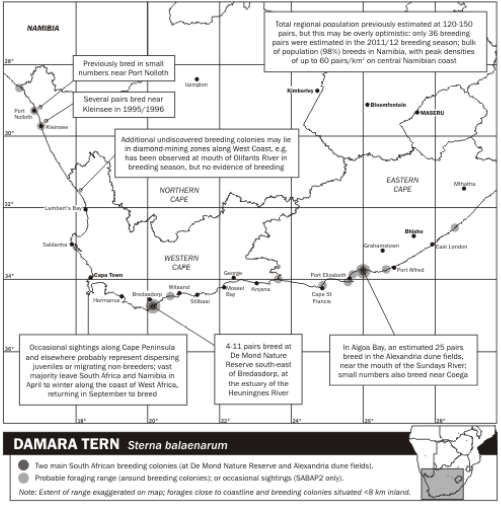 NAMIBIA
Total regional population previously estimated at 120-150
pairs, but this may be overly optimistic: only 36 breeding
pairs were estimated in the 2011/12 breeding season; bulk
of population (98%) breeds in Namibia, with peak densities
of up to 60 pairs/km² on central Namibian coast
Previously bred in small
numbers near Port Nolloth
28°
Upington
Kimberley
Several pairs bred near
Kleinsee in 1995/1996
Bloemfontein
MASERU
Port
Nolloth
Kleinsee
30°
Additional undiscovered breeding colonies may lie
in diamond-mining zones along West Coast, e.g.
has been observed at mouth of Olifants River in
breeding season, but no evidence of breeding
NORTHERN
CAPE
EASTERN
CAPE
Mthatha
32°
Lambert's Bay
Bhisho
Saldanha
Grahamstown
East London
WESTERN
CAPE
34°
Cape Town
George
Port Elizabeth
Port Alfred
Hermanus
Bredasdorp
Witsand
Stilbaai
Mossel
Bay
Knysna
Cape St
Francis
Occasional sightings along Cape Peninsula
and elsewhere probably represent dispersing
juveniles or migrating non-breeders; vast
majority leave South Africa and Namibia in
April to winter along the coast of West Africa,
returning in September to breed
4-11 pairs breed at
De Mond Nature
Reserve south-east
of Bredasdorp, at
the estuary of the
Heuningnes River
In Algoa Bay, an estimated 25 pairs
breed in the Alexandria dune fields,
near the mouth of the Sundays River;
small numbers also breed near Coega
36°
18° 20° 22° 24° 26° 28°
DAMARA TERN Sterna balaenarum
Two main South African breeding colonies (at De Mond Nature Reserve and Alexandria dune fields).
Probable foraging range (around breeding colonies); or occasional sightings (SABAP2 only).
Note: Extent of range exaggerated on map; forages close to coastline and breeding colonies situated <8 km inland.